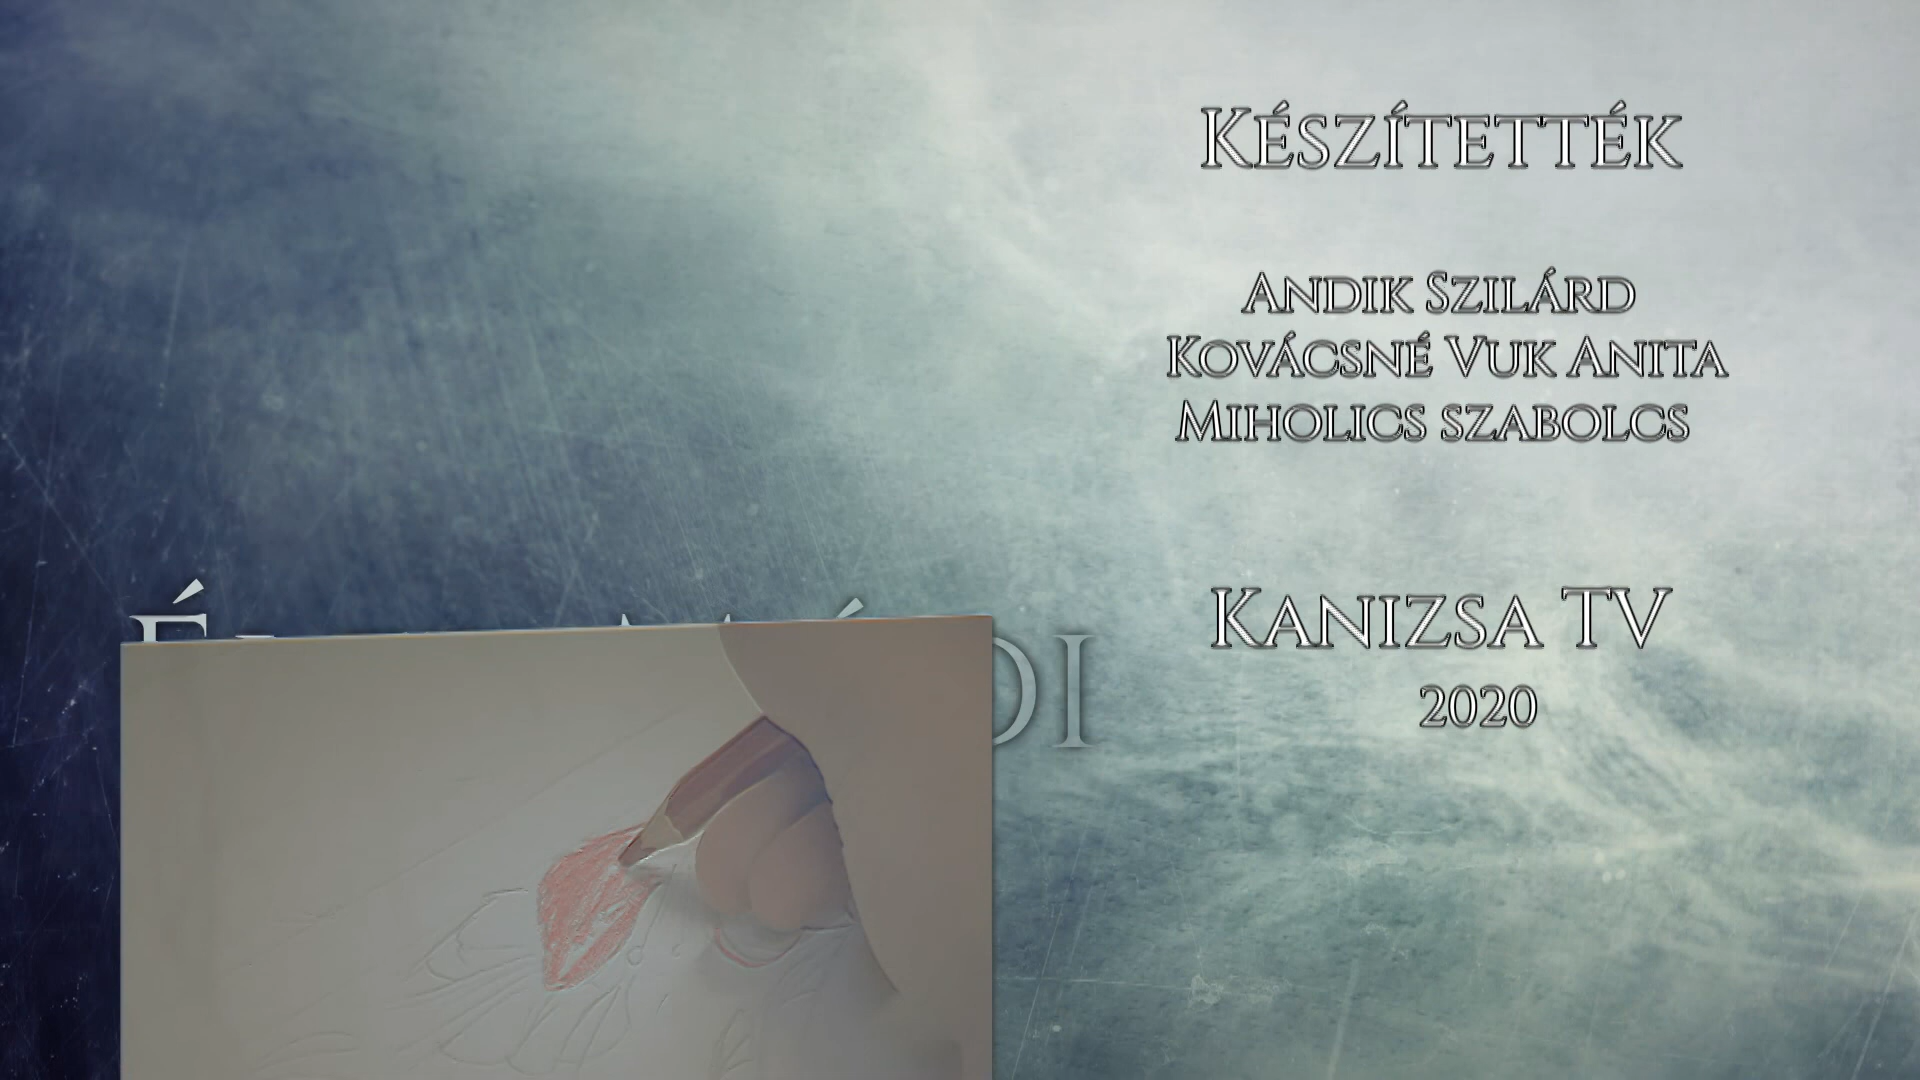 Készítették
Andik Szilárd
Kovácsné Vuk Anita
Miholics szabolcs
Kanizsa TV
2020